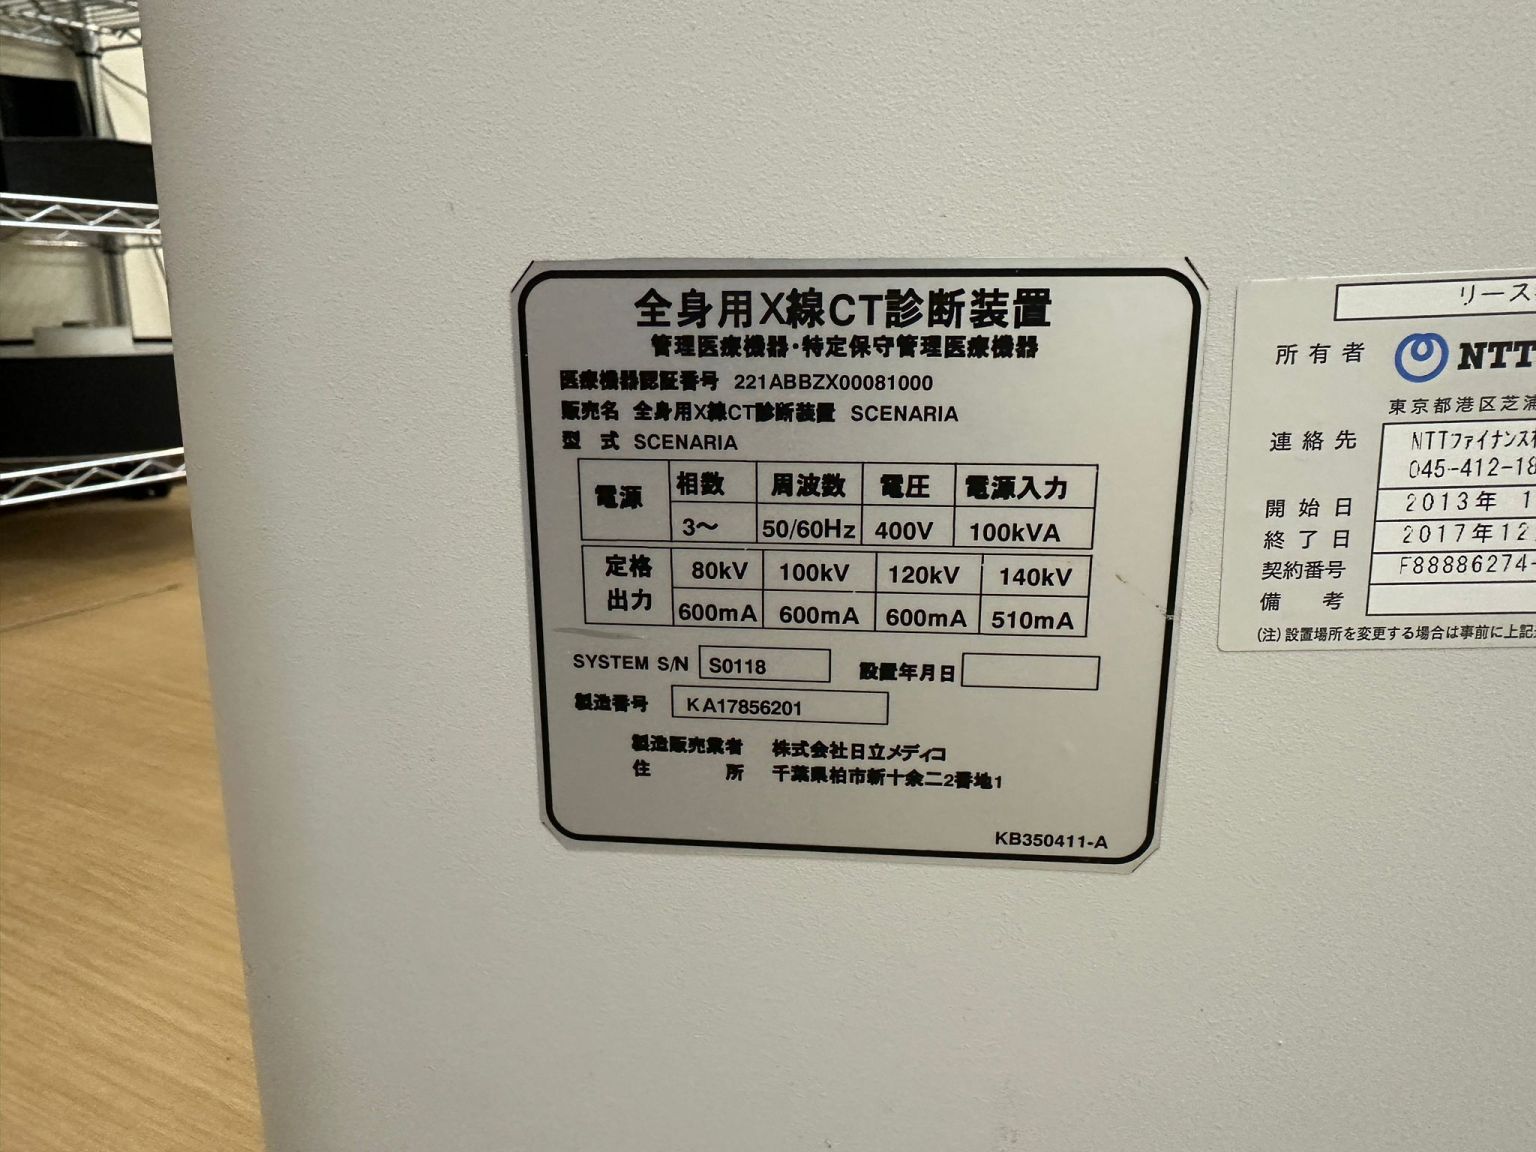 全身用X線CT診断装置
管理医療機器・特定保守管理医療機器
医療機器認証番号 221ABBZX00081000
販売名 全身用X線CT診断装置 SCENARIA
型 式 SCENARIA
電源 相数 周波数 電圧 電源入力
3〜 50/60Hz 400V 100kVA
定格 80kV 100kV 120kV 140kV
出力 600mA 600mA 600mA 510mA
SYSTEM S/N S0118 設置年月日
製造番号 KA17856201
製造販売業者 株式会社日立メディコ
住 所 千葉県柏市新十余二2番地1
KB350411-A
リース
所有者 NTT
東京都港区芝浦
連絡先 NTTファイナンス
045-412-18
開始日 2013年 1
終了日 2017年12
契約番号 F88886274-
備 考
(注) 設置場所を変更する場合は事前に上記